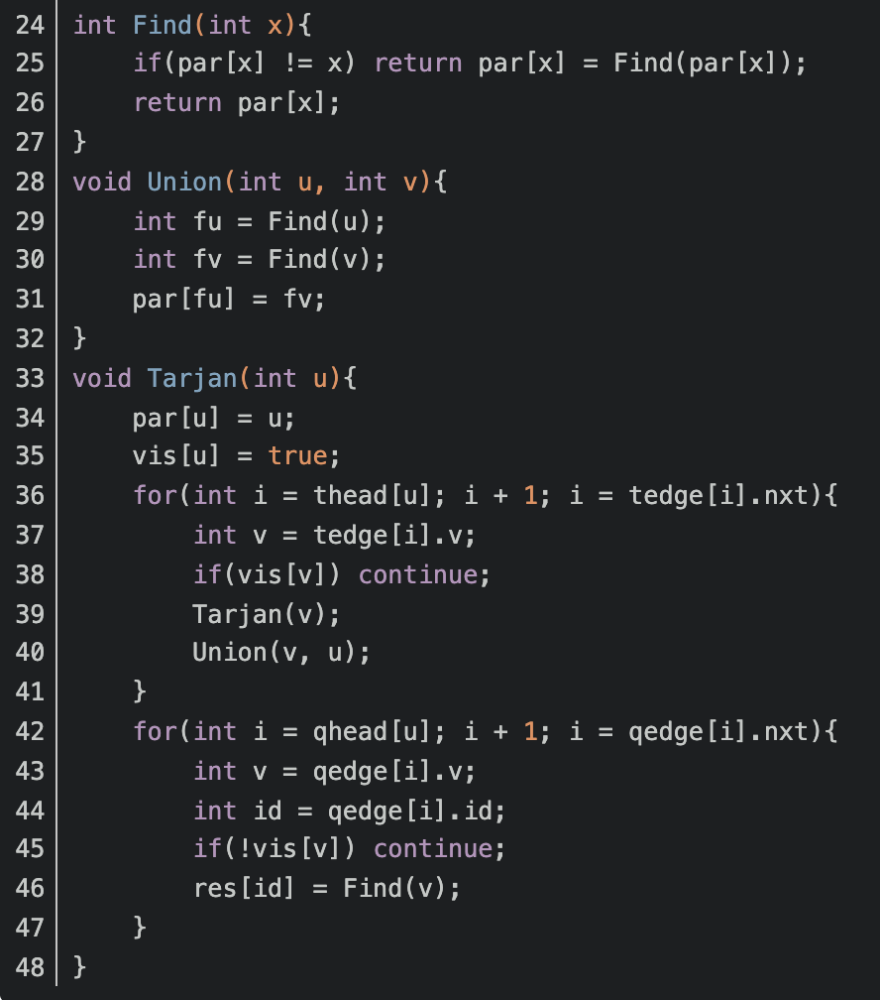 24 int Find(int x){
25     if(par[x] != x) return par[x] = Find(par[x]);
26     return par[x];
27 }
28 void Union(int u, int v){
29     int fu = Find(u);
30     int fv = Find(v);
31     par[fu] = fv;
32 }
33 void Tarjan(int u){
34     par[u] = u;
35     vis[u] = true;
36     for(int i = thead[u]; i + 1; i = tedge[i].nxt){
37         int v = tedge[i].v;
38         if(vis[v]) continue;
39         Tarjan(v);
40         Union(v, u);
41     }
42     for(int i = qhead[u]; i + 1; i = qedge[i].nxt){
43         int v = qedge[i].v;
44         int id = qedge[i].id;
45         if(!vis[v]) continue;
46         res[id] = Find(v);
47     }
48 }